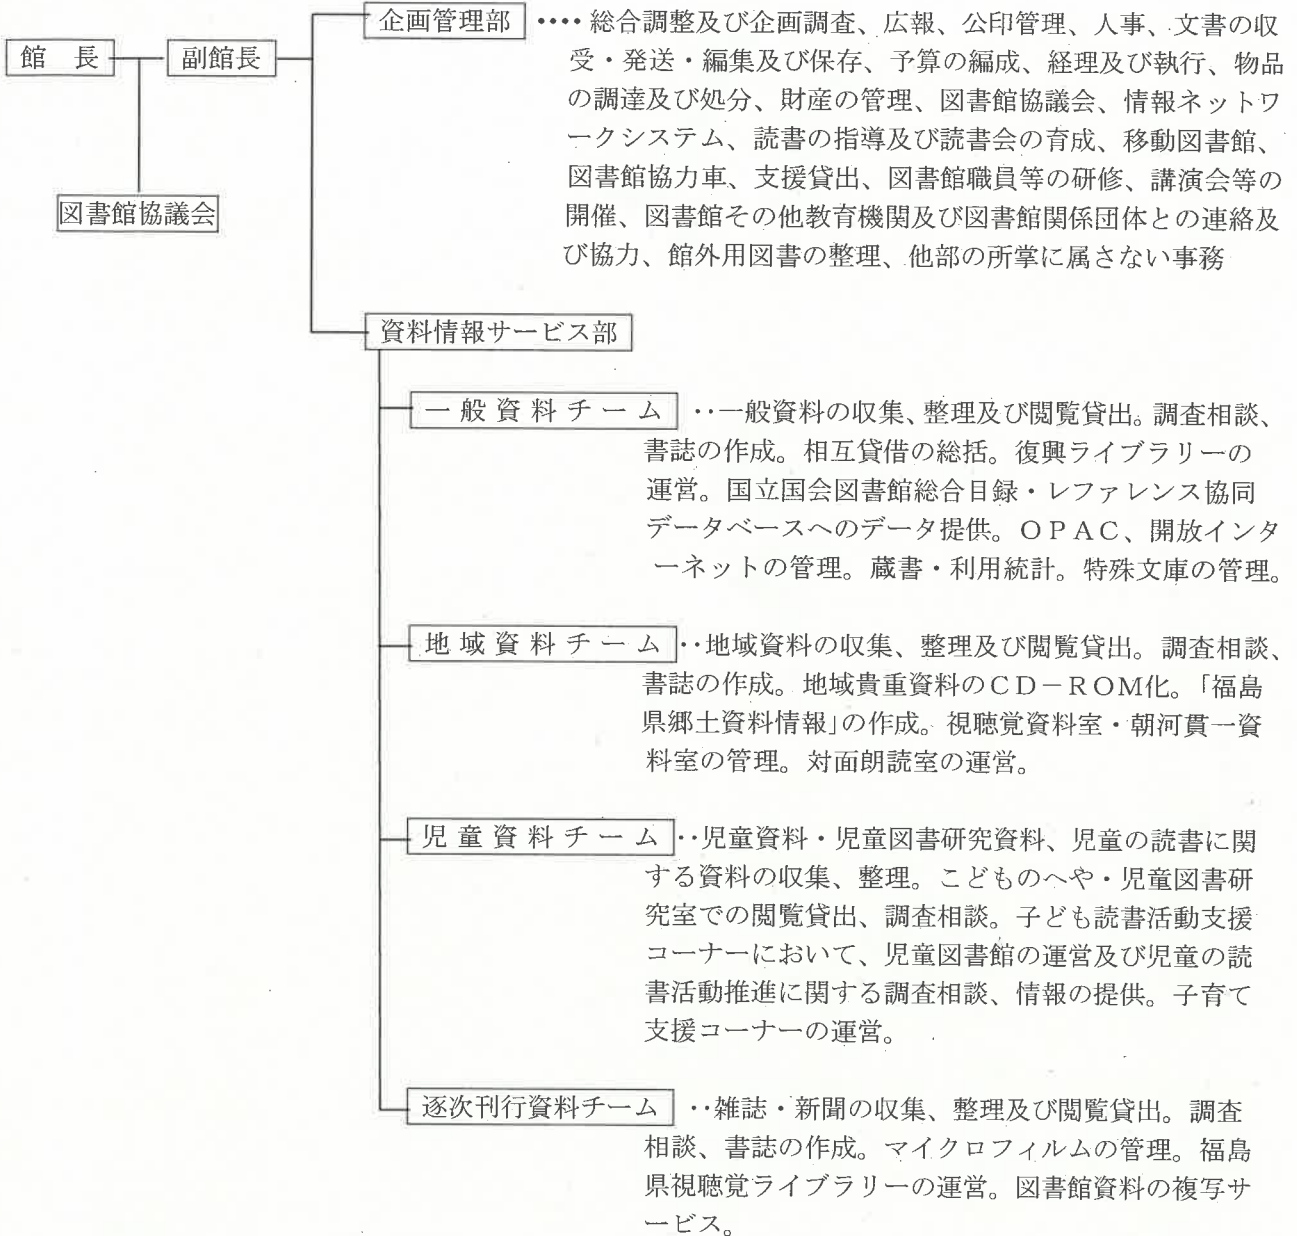 館　長
副館長
図書館協議会
企画管理部 ････ 総合調整及び企画調査、広報、公印管理、人事、文書の収
受・発送・編集及び保存、予算の編成、経理及び執行、物品
の調達及び処分、財産の管理、図書館協議会、情報ネットワ
ークシステム、読書の指導及び読書会の育成、移動図書館、
図書館協力車、支援貸出、図書館職員等の研修、講演会等の
開催、図書館その他教育機関及び図書館関係団体との連絡及
び協力、館外用図書の整理、他部の所掌に属さない事務
資料情報サービス部
一般資料チーム ‥一般資料の収集、整理及び閲覧貸出。調査相談、
書誌の作成。相互貸借の総括。復興ライブラリーの
運営。国立国会図書館総合目録・レファレンス協同
データベースへのデータ提供。ＯＰＡＣ、開放インタ
ーネットの管理。蔵書・利用統計。特殊文庫の管理。
地域資料チーム ‥地域資料の収集、整理及び閲覧貸出。調査相談、
書誌の作成。地域貴重資料のＣＤ－ＲＯＭ化。「福島
県郷土資料情報」の作成。視聴覚資料室・朝河貫一資
料室の管理。対面朗読室の運営。
児童資料チーム ‥児童資料・児童図書研究資料、児童の読書に関
する資料の収集、整理。こどものへや・児童図書研
究室での閲覧貸出、調査相談。子ども読書活動支援
コーナーにおいて、児童図書館の運営及び児童の読
書活動推進に関する調査相談、情報の提供。子育て
支援コーナーの運営。
逐次刊行資料チーム ‥雑誌・新聞の収集、整理及び閲覧貸出。調査
相談、書誌の作成。マイクロフィルムの管理。福島
県視聴覚ライブラリーの運営。図書館資料の複写サ
ービス。